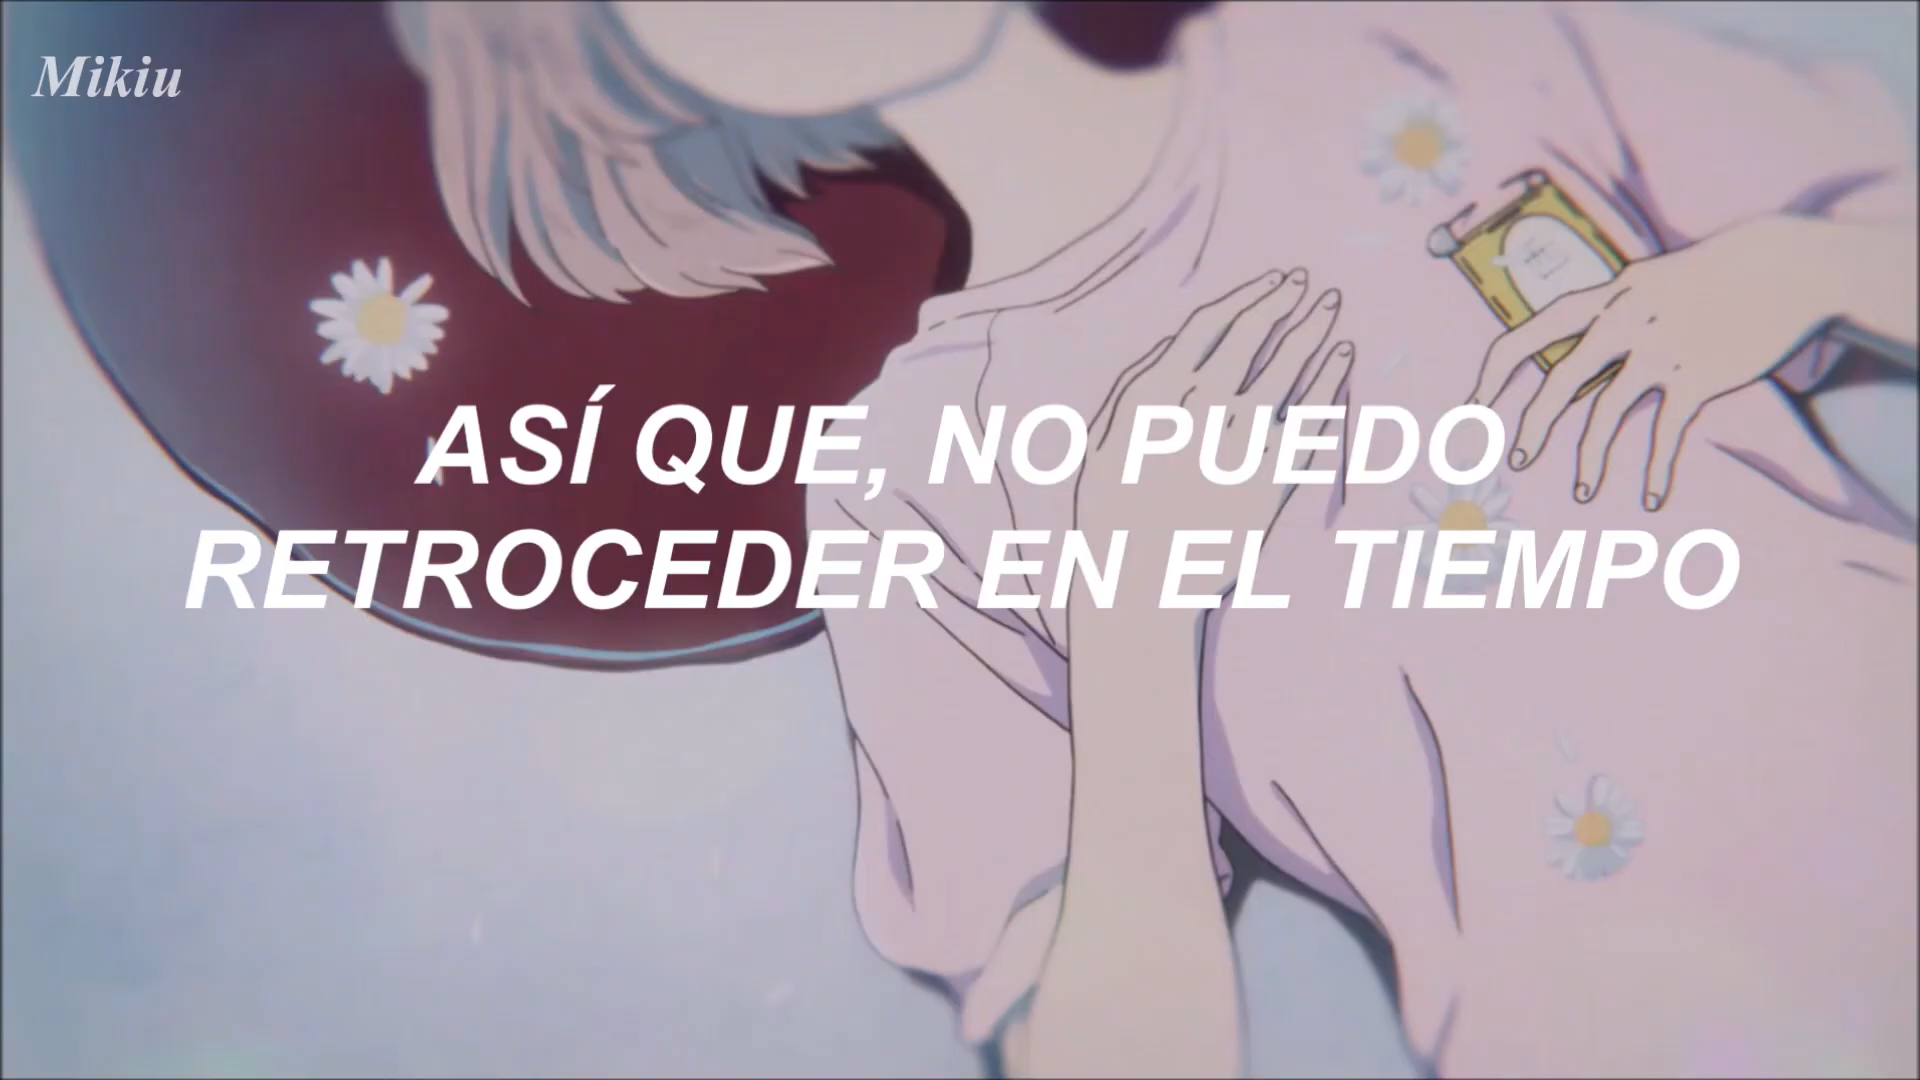 Mikiu
ASÍ QUE, NO PUEDO
RETROCEDER EN EL TIEMPO